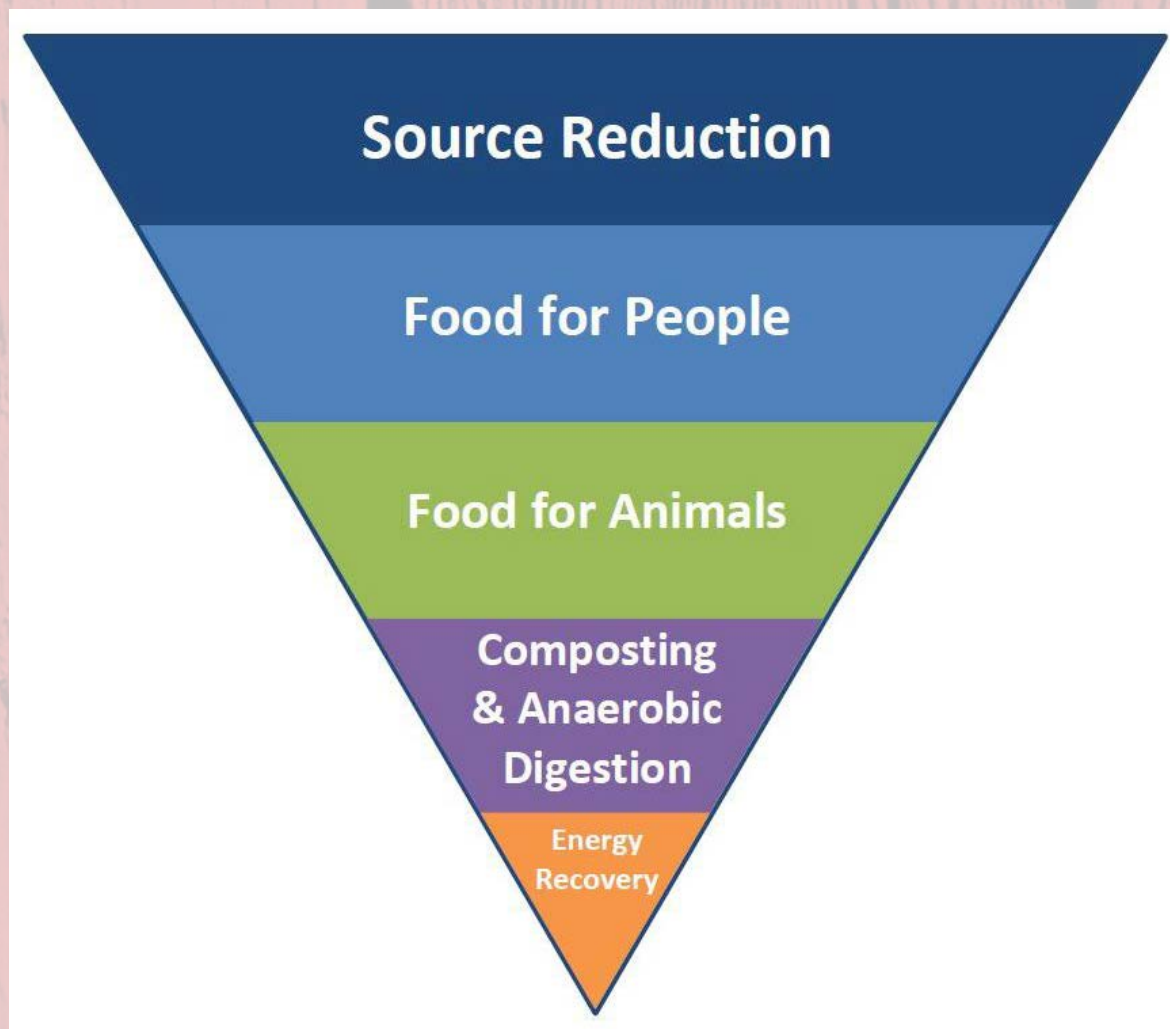 Source Reduction
Food for People
Food for Animals
Composting
& Anaerobic
Digestion
Energy
Recovery